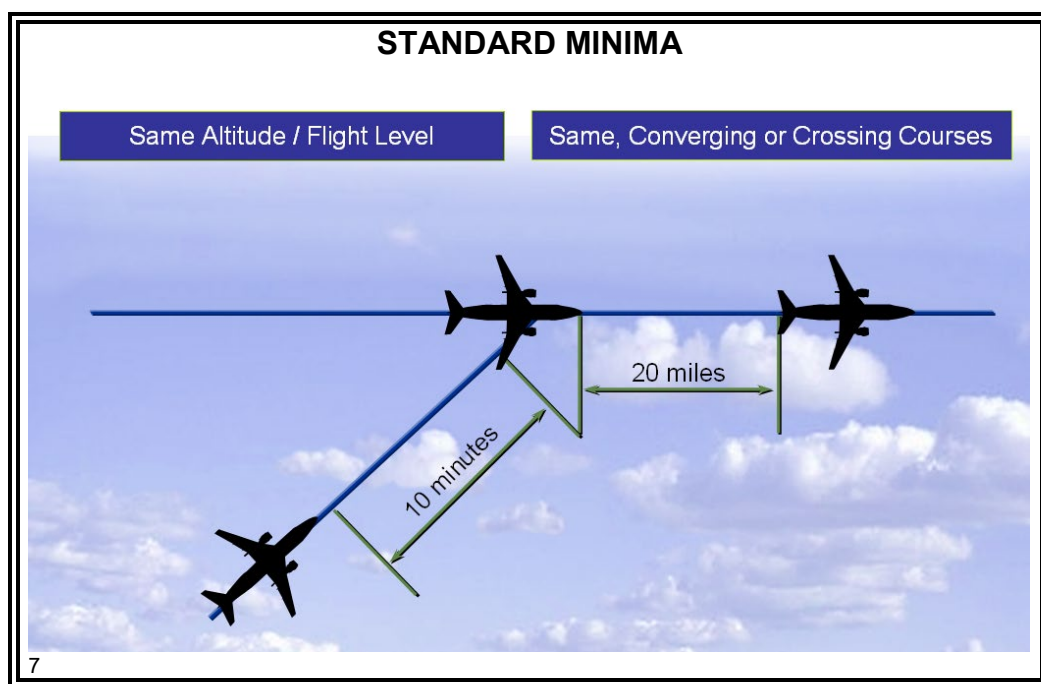 STANDARD MINIMA
Same Altitude / Flight Level
Same, Converging or Crossing Courses
20 miles
10 minutes
7